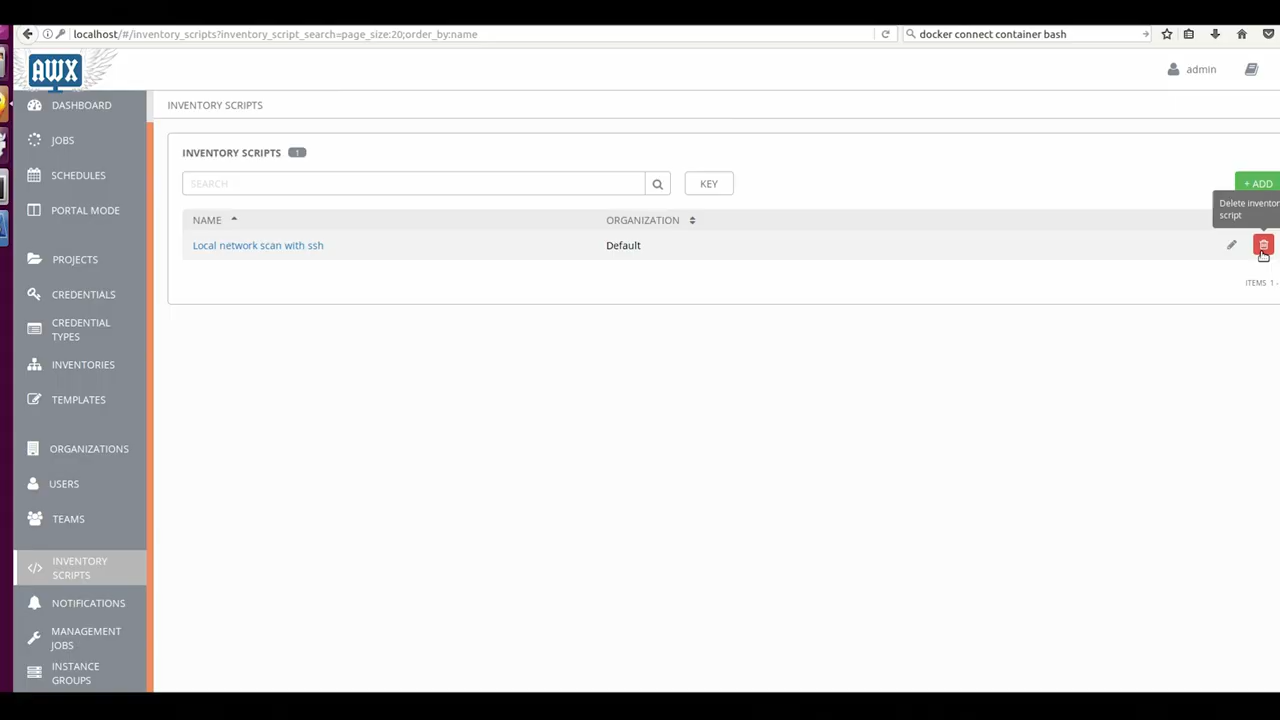 localhost/#/inventory_scripts?inventory_script_search=page_size:20;order_by:name
docker connect container bash
AWX
admin
DASHBOARD
JOBS
SCHEDULES
PORTAL MODE
PROJECTS
CREDENTIALS
CREDENTIAL
TYPES
INVENTORIES
TEMPLATES
ORGANIZATIONS
USERS
TEAMS
INVENTORY
SCRIPTS
NOTIFICATIONS
MANAGEMENT
JOBS
INSTANCE
GROUPS
INVENTORY SCRIPTS
INVENTORY SCRIPTS 1
SEARCH
KEY
+ ADD
Delete inventor
script
NAME ORGANIZATION
Local network scan with ssh Default
ITEMS 1 -